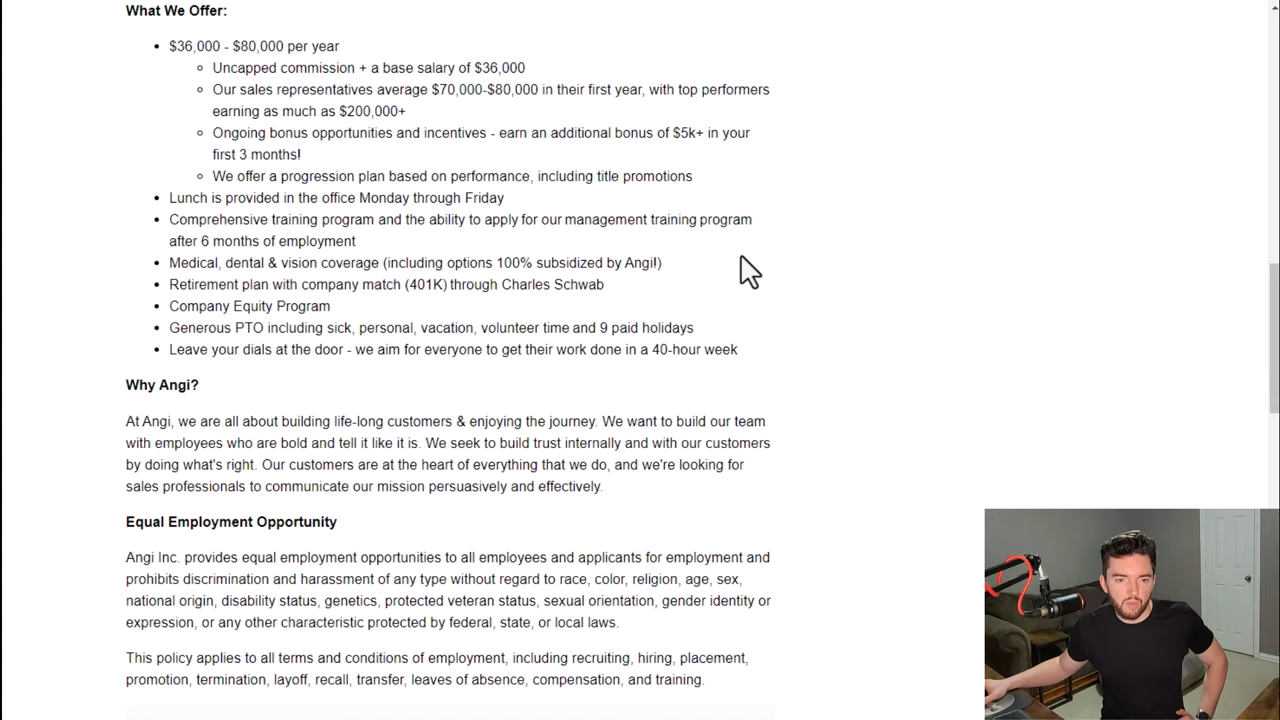 What We Offer:
• $36,000 - $80,000 per year
○ Uncapped commission + a base salary of $36,000
○ Our sales representatives average $70,000-$80,000 in their first year, with top performers
earning as much as $200,000+
○ Ongoing bonus opportunities and incentives - earn an additional bonus of $5k+ in your
first 3 months!
○ We offer a progression plan based on performance, including title promotions
• Lunch is provided in the office Monday through Friday
• Comprehensive training program and the ability to apply for our management training program
after 6 months of employment
• Medical, dental & vision coverage (including options 100% subsidized by Angi!)
• Retirement plan with company match (401K) through Charles Schwab
• Company Equity Program
• Generous PTO including sick, personal, vacation, volunteer time and 9 paid holidays
• Leave your dials at the door - we aim for everyone to get their work done in a 40-hour week
Why Angi?
At Angi, we are all about building life-long customers & enjoying the journey. We want to build our team
with employees who are bold and tell it like it is. We seek to build trust internally and with our customers
by doing what's right. Our customers are at the heart of everything that we do, and we're looking for
sales professionals to communicate our mission persuasively and effectively.
Equal Employment Opportunity
Angi Inc. provides equal employment opportunities to all employees and applicants for employment and
prohibits discrimination and harassment of any type without regard to race, color, religion, age, sex,
national origin, disability status, genetics, protected veteran status, sexual orientation, gender identity or
expression, or any other characteristic protected by federal, state, or local laws.
This policy applies to all terms and conditions of employment, including recruiting, hiring, placement,
promotion, termination, layoff, recall, transfer, leaves of absence, compensation, and training.